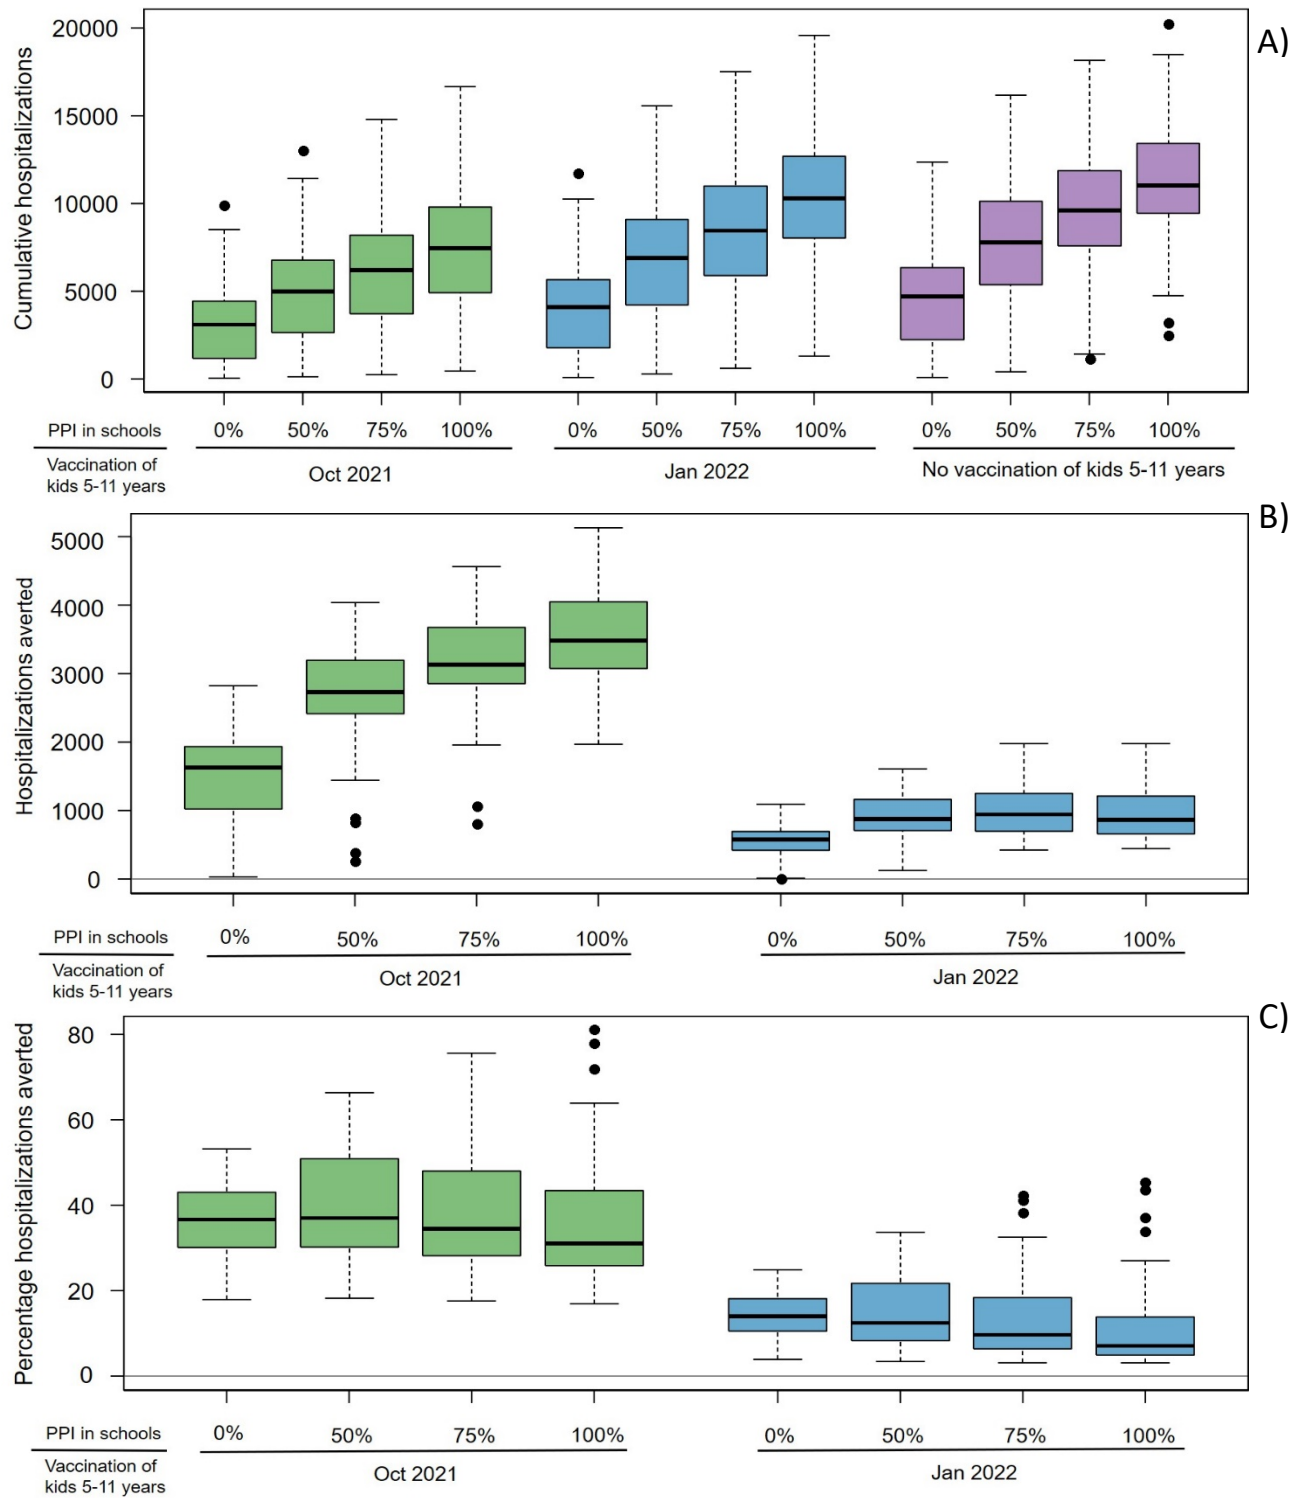 A)
Cumulative hospitalizations
20000
15000
10000
5000
0
PPI in schools 0% 50% 75% 100% 0% 50% 75% 100% 0% 50% 75% 100%
Vaccination of
kids 5-11 years
Oct 2021 Jan 2022 No vaccination of kids 5-11 years
B)
Hospitalizations averted
5000
4000
3000
2000
1000
0
PPI in schools 0% 50% 75% 100% 0% 50% 75% 100%
Vaccination of
kids 5-11 years
Oct 2021 Jan 2022
C)
Percentage hospitalizations averted
80
60
40
20
0
PPI in schools 0% 50% 75% 100% 0% 50% 75% 100%
Vaccination of
kids 5-11 years
Oct 2021 Jan 2022